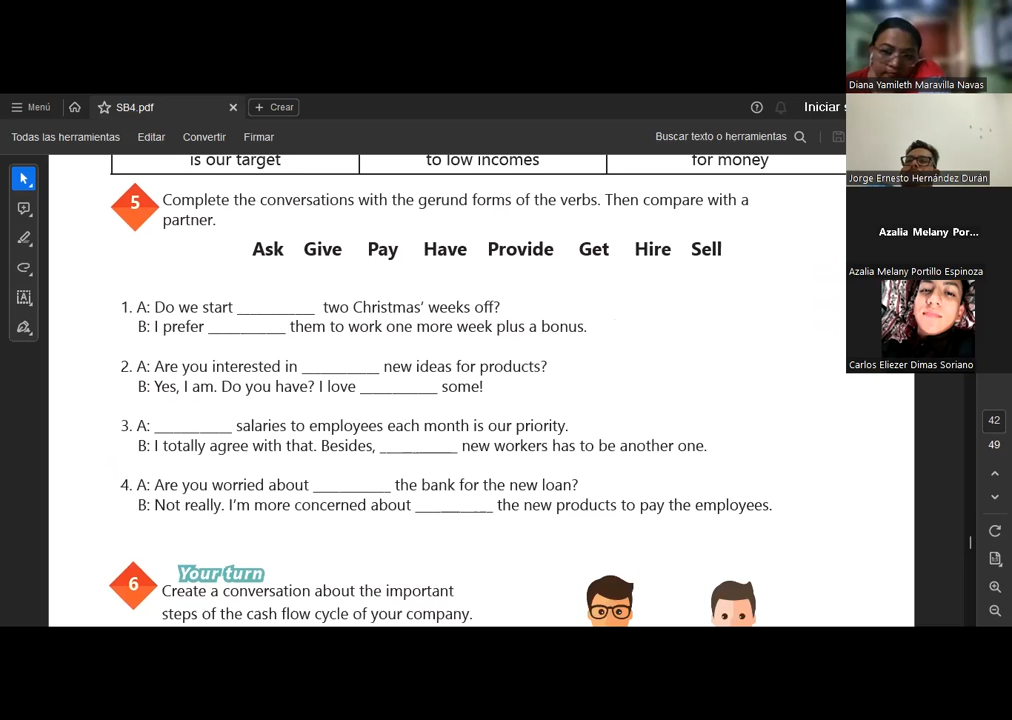 Diana Yamileth Maravilla Navas
Menú
SB4.pdf
Crear
Iniciar s
Todas las herramientas
Editar
Convertir
Firmar
Buscar texto o herramientas
Jorge Ernesto Hernández Durán
is our target
to low incomes
for money
5
Complete the conversations with the gerund forms of the verbs. Then compare with a
partner.
Azalia Melany Por...
Azalia Melany Portillo Espinoza
Ask Give Pay Have Provide Get Hire Sell
1. A: Do we start _________ two Christmas’ weeks off?
B: I prefer _________ them to work one more week plus a bonus.
2. A: Are you interested in _________ new ideas for products?
B: Yes, I am. Do you have? I love _________ some!
Carlos Eliezer Dimas Soriano
3. A: _________ salaries to employees each month is our priority.
B: I totally agree with that. Besides, _________ new workers has to be another one.
42
49
4. A: Are you worried about _________ the bank for the new loan?
B: Not really. I’m more concerned about _________ the new products to pay the employees.
6
Your turn
Create a conversation about the important
steps of the cash flow cycle of your company.